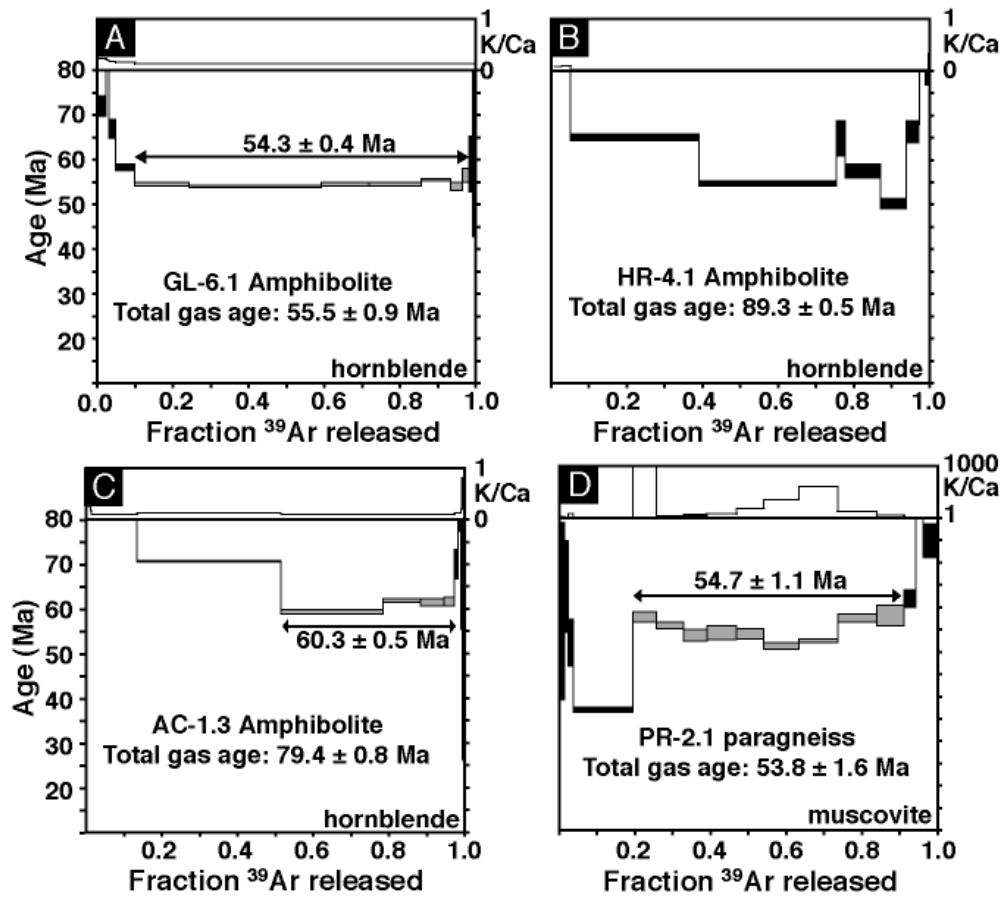 A
1
K/Ca
0
80
70
60
50
40
30
20
Age (Ma)
54.3 ± 0.4 Ma
GL-6.1 Amphibolite
Total gas age: 55.5 ± 0.9 Ma
hornblende
0.0 0.2 0.4 0.6 0.8 1.0
Fraction 39Ar released
B
1
K/Ca
0
HR-4.1 Amphibolite
Total gas age: 89.3 ± 0.5 Ma
hornblende
0.2 0.4 0.6 0.8 1.0
Fraction 39Ar released
C
1
K/Ca
0
80
70
60
50
40
30
20
Age (Ma)
60.3 ± 0.5 Ma
AC-1.3 Amphibolite
Total gas age: 79.4 ± 0.8 Ma
hornblende
0.2 0.4 0.6 0.8 1.0
Fraction 39Ar released
D
1000
K/Ca
1
54.7 ± 1.1 Ma
PR-2.1 paragneiss
Total gas age: 53.8 ± 1.6 Ma
muscovite
0.2 0.4 0.6 0.8 1.0
Fraction 39Ar released